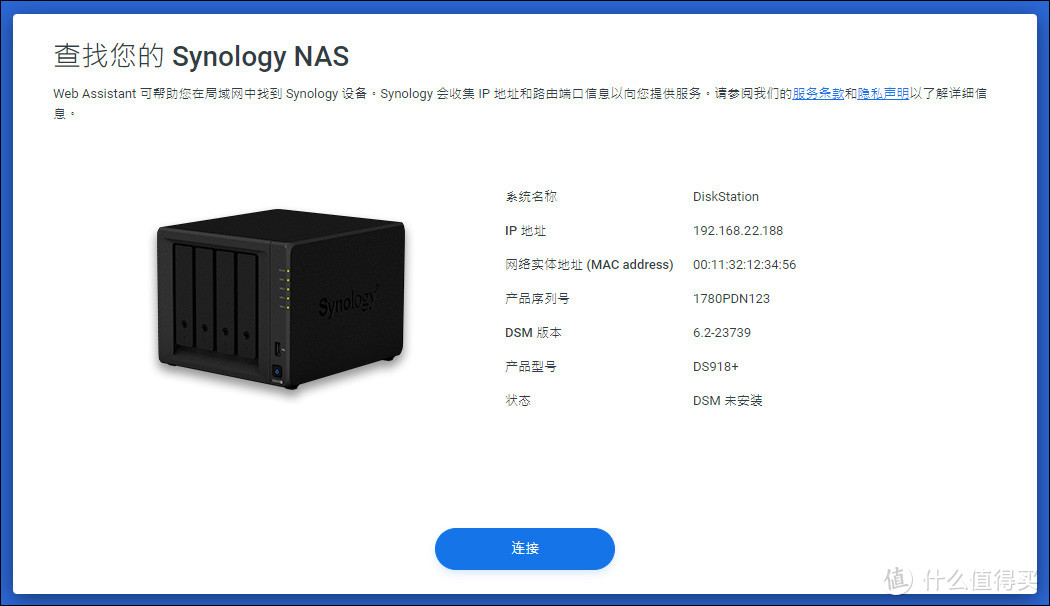 查找您的 Synology NAS
Web Assistant 可帮助您在局域网中找到 Synology 设备。Synology 会收集 IP 地址和路由端口信息以向您提供服务。请参阅我们的服务条款和隐私声明以了解详细信
息。
系统名称 DiskStation
IP 地址 192.168.22.188
网络实体地址 (MAC address) 00:11:32:12:34:56
产品序列号 1780PDN123
DSM 版本 6.2-23739
产品型号 DS918+
状态 DSM 未安装
Synology
连接
值 什么值得买